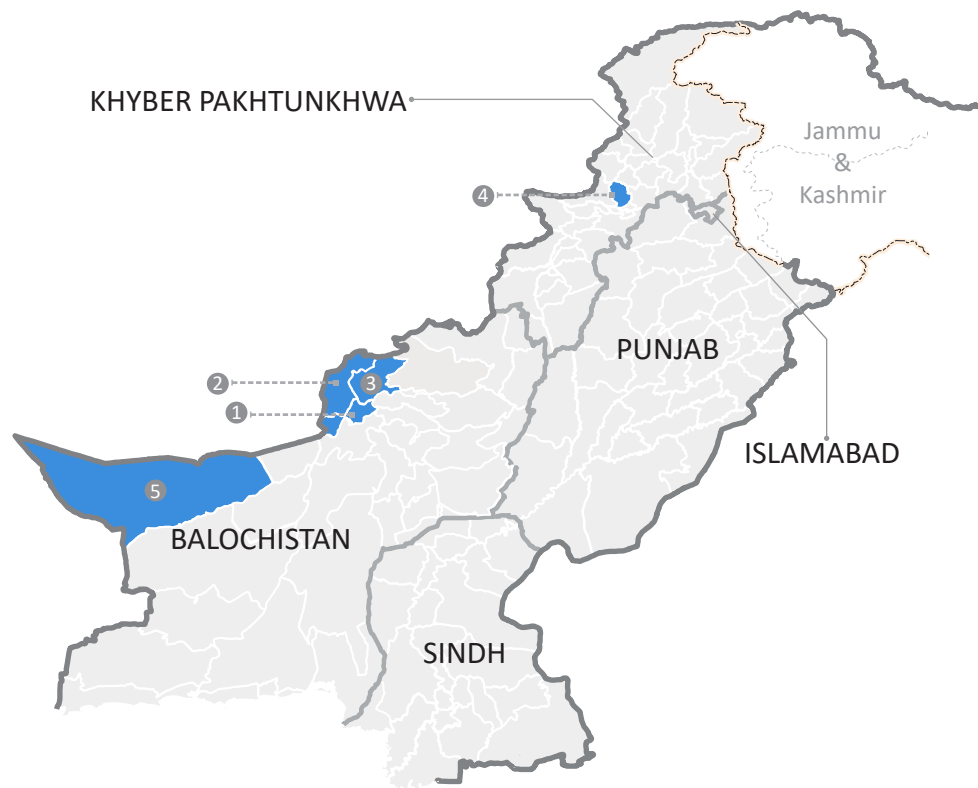 KHYBER PAKHTUNKHWA
Jammu
&
Kashmir
4
PUNJAB
2
3
1
ISLAMABAD
5
BALOCHISTAN
SINDH